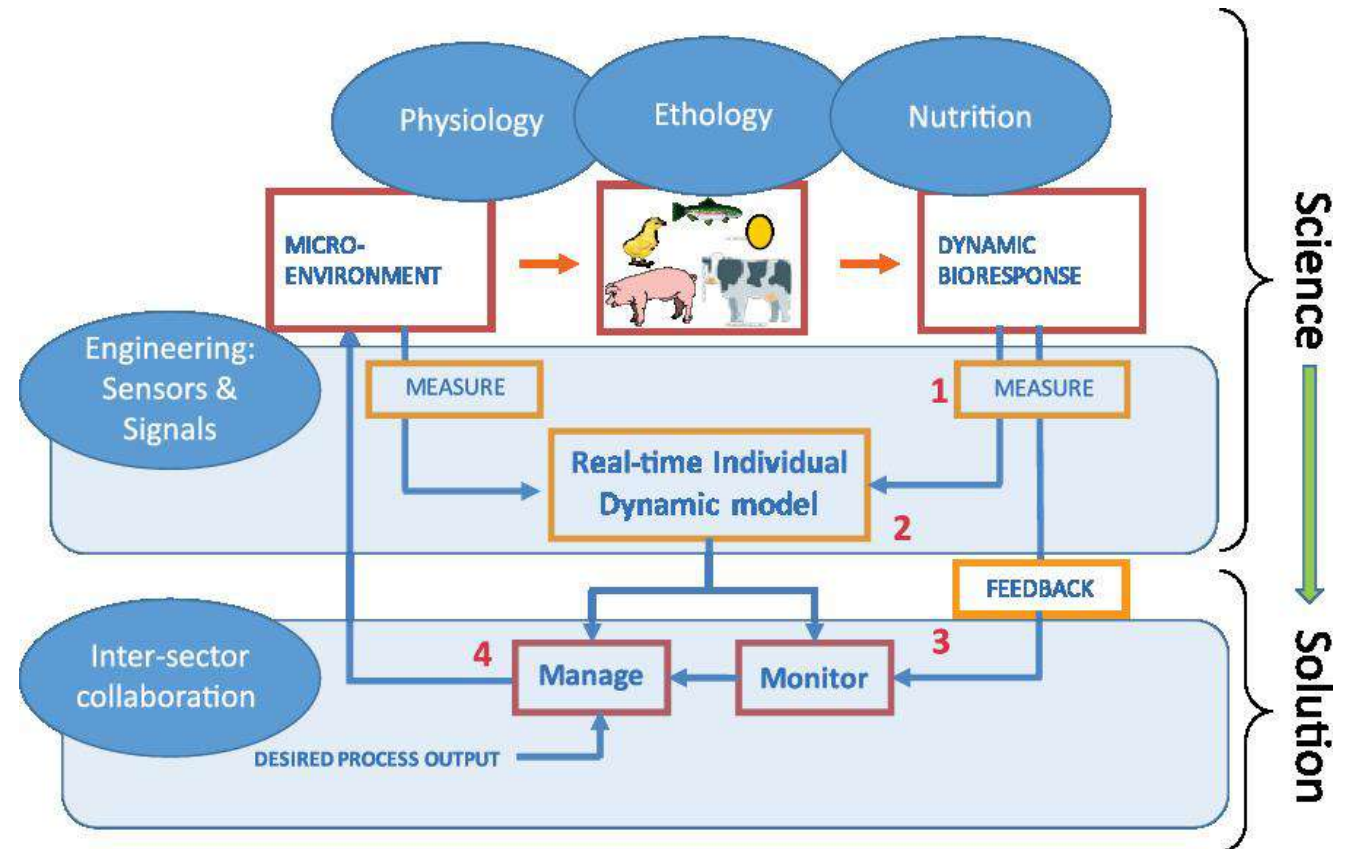 Physiology
Ethology
Nutrition
MICRO-
ENVIRONMENT
DYNAMIC
BIORESPONSE
Science
Engineering:
Sensors &
Signals
MEASURE
1
MEASURE
Real-time Individual
Dynamic model
2
FEEDBACK
3
4
Manage
Monitor
Inter-sector
collaboration
DESIRED PROCESS OUTPUT
Solution